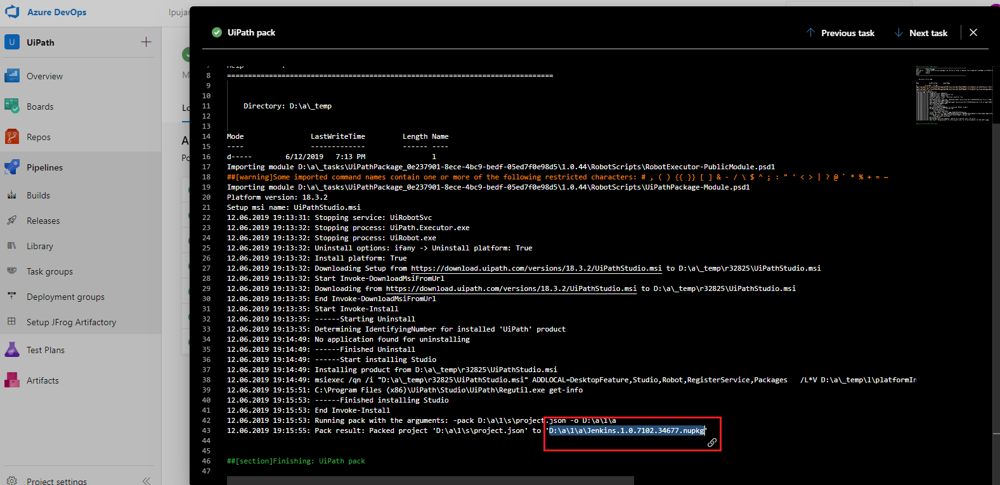 Azure DevOps
lpujar
U UiPath
Overview
Boards
Repos
Pipelines
Builds
Releases
Library
Task groups
Deployment groups
Setup JFrog Artifactory
Test Plans
Artifacts
Project settings
UiPath pack
Previous task
Next task
7 Help :
8 ==============================================================================
9
10
11 Directory: D:\a\_temp
12
13
14 Mode LastWriteTime Length Name
15 ---- ------------- ------ ----
16 d----- 6/12/2019 7:13 PM l
17 Importing module D:\a\_tasks\UiPathPackage_0e237901-8ece-4bc9-bedf-05ed7f0e98d5\1.0.44\RobotScripts\RobotExecutor-PublicModule.psd1
18 ##[warning]Some imported command names contain one or more of the following restricted characters: # , ( ) {{ }} [ ] & - / \ $ ^ ; : " ' < > | ? @ ` * % + = ~
19 Importing module D:\a\_tasks\UiPathPackage_0e237901-8ece-4bc9-bedf-05ed7f0e98d5\1.0.44\RobotScripts\UiPathPackage-Module.psd1
20 Platform version: 18.3.2
21 Setup msi name: UiPathStudio.msi
22 12.06.2019 19:13:31: Stopping service: UiRobotSvc
23 12.06.2019 19:13:32: Stopping process: UiPath.Executor.exe
24 12.06.2019 19:13:32: Stopping process: UiRobot.exe
25 12.06.2019 19:13:32: Uninstall options: ifany -> Uninstall platform: True
26 12.06.2019 19:13:32: Install platform: True
27 12.06.2019 19:13:32: Downloading Setup from https://download.uipath.com/versions/18.3.2/UiPathStudio.msi to D:\a\_temp\r32825\UiPathStudio.msi
28 12.06.2019 19:13:32: Start Invoke-DownloadMsiFromUrl
29 12.06.2019 19:13:32: Downloading from https://download.uipath.com/versions/18.3.2/UiPathStudio.msi to D:\a\_temp\r32825\UiPathStudio.msi
30 12.06.2019 19:13:35: End Invoke-DownloadMsiFromUrl
31 12.06.2019 19:13:35: Start Invoke-Install
32 12.06.2019 19:13:35: ------Starting Uninstall
33 12.06.2019 19:13:35: Determining IdentifyingNumber for installed 'UiPath' product
34 12.06.2019 19:14:49: No application found for uninstalling
35 12.06.2019 19:14:49: ------Finished Uninstall
36 12.06.2019 19:14:49: ------Start installing Studio
37 12.06.2019 19:14:49: Installing product from D:\a\_temp\r32825\UiPathStudio.msi
38 12.06.2019 19:14:49: msiexec /qn /i "D:\a\_temp\r32825\UiPathStudio.msi" ADDLOCAL=DesktopFeature,Studio,Robot,RegisterService,Packages /L*V D:\a\_temp\l\platformIn
39 12.06.2019 19:15:51: C:\Program Files (x86)\UiPath\Studio\UiPath\Regutil.exe get-info
40 12.06.2019 19:15:53: ------Finished installing Studio
41 12.06.2019 19:15:53: End Invoke-Install
42 12.06.2019 19:15:53: Running pack with the arguments: -pack D:\a\1\s\project.json -o D:\a\1\a
43 12.06.2019 19:15:55: Pack result: Packed project 'D:\a\1\s\project.json' to 'D:\a\1\a\Jenkins.1.0.7102.34677.nupkg'
44
45
46 ##[section]Finishing: UiPath pack
47